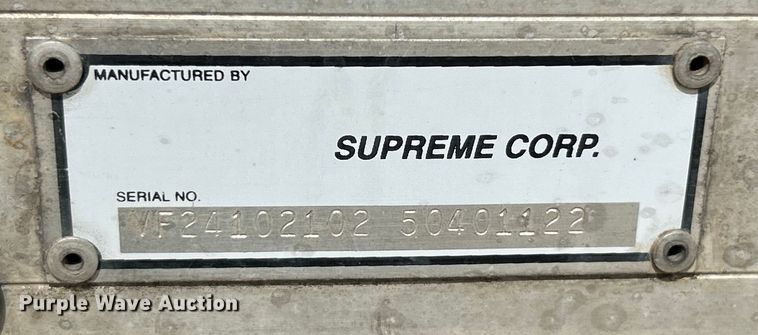 MANUFACTURED BY
SUPREME CORP.
SERIAL NO.
VF24102102 50401122
Purple Wave Auction